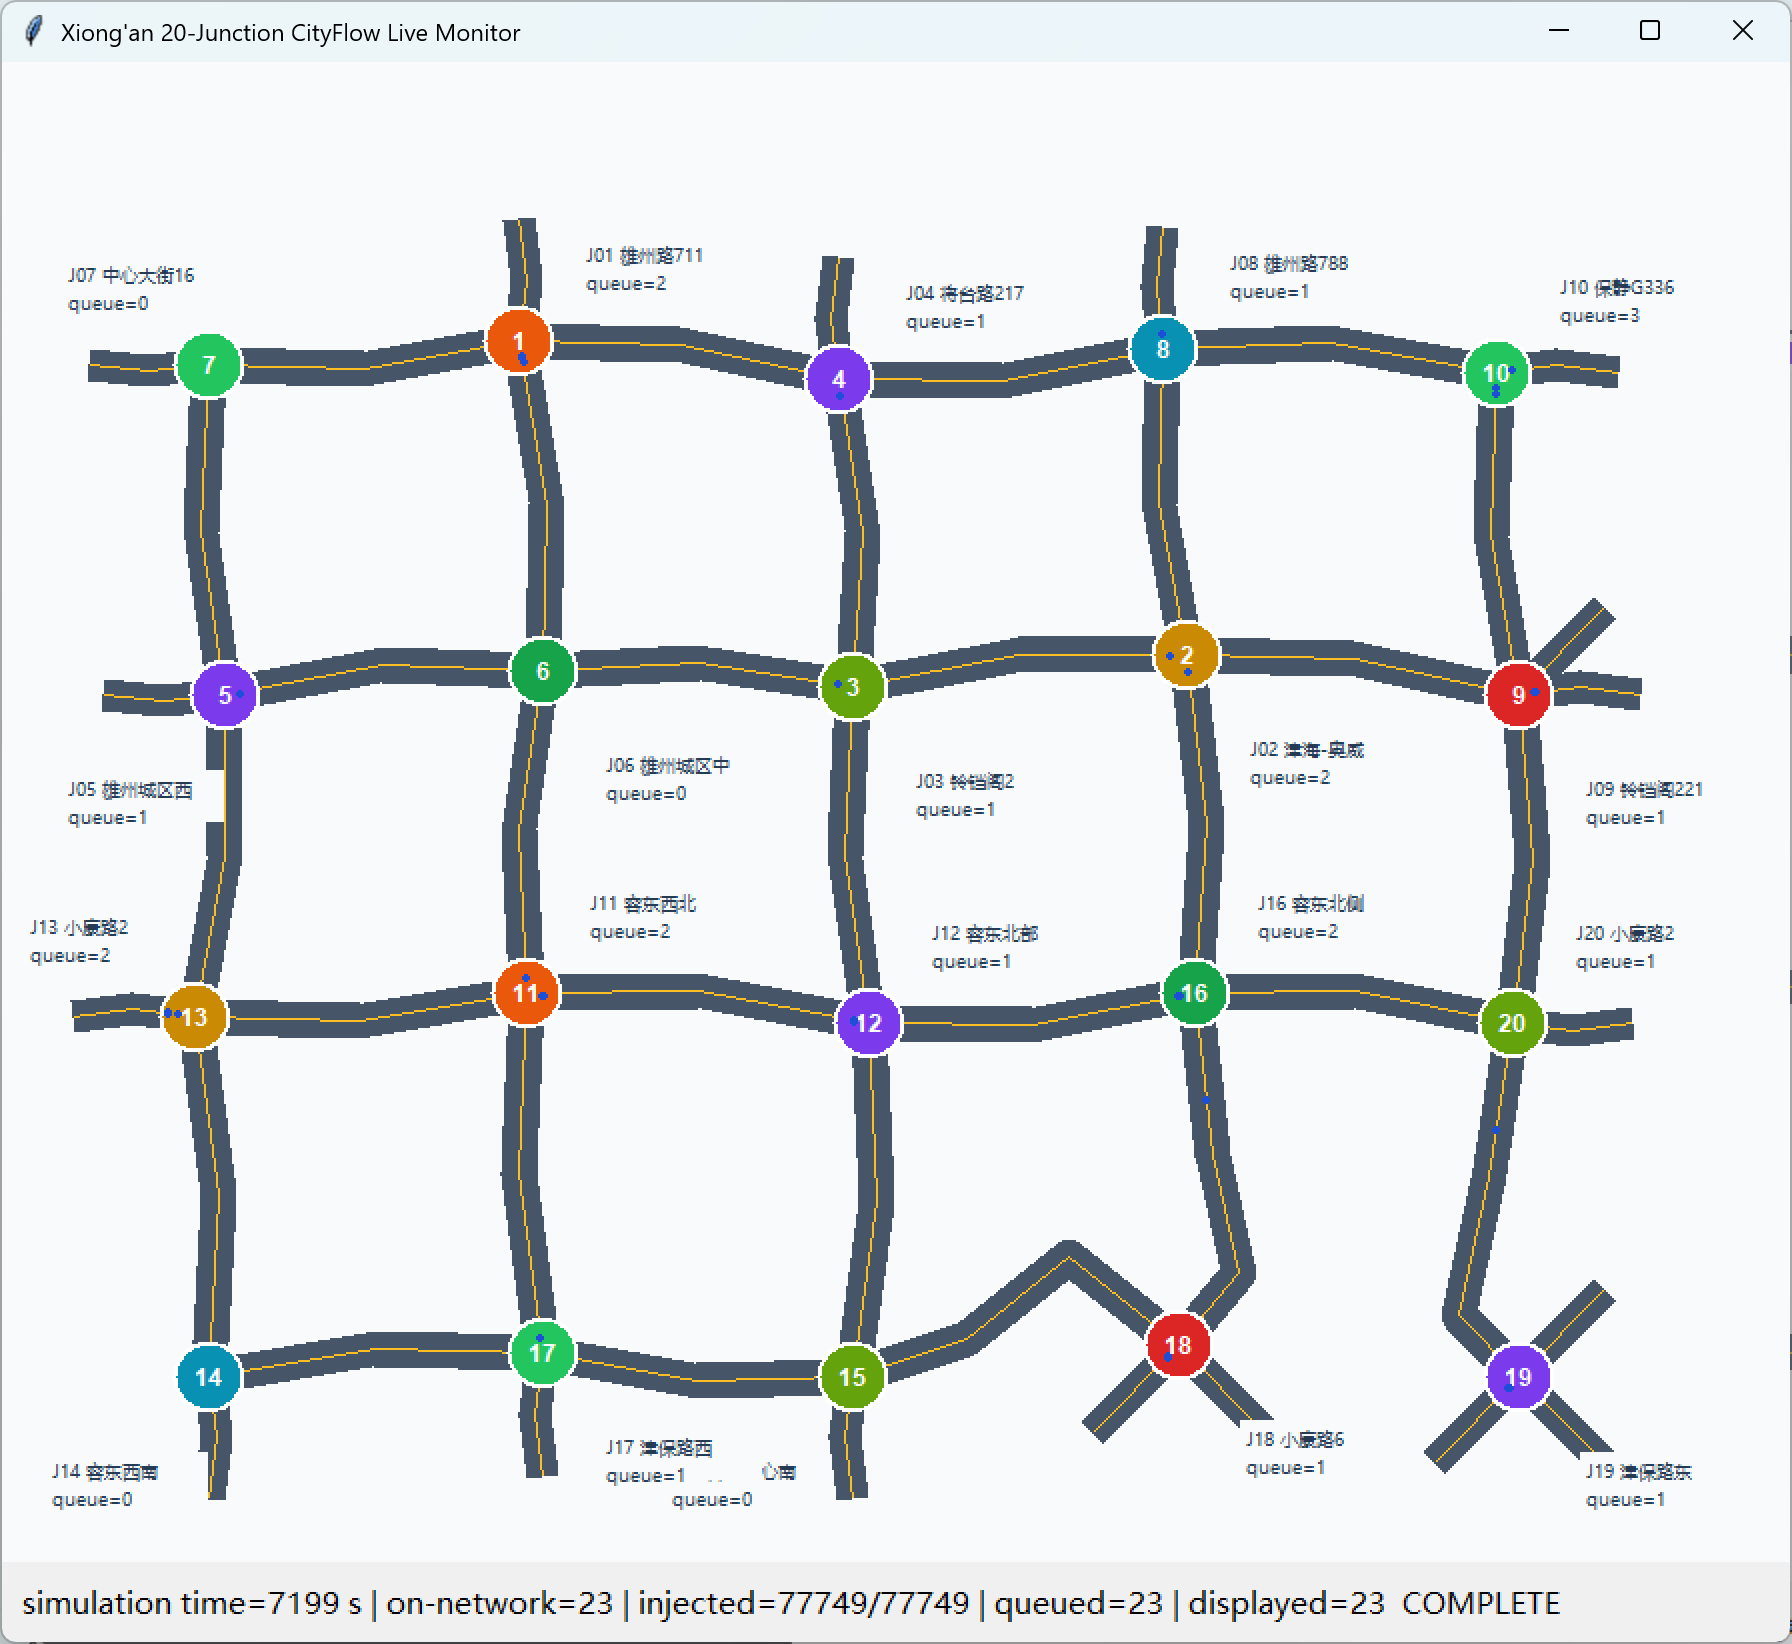 Xiong'an 20-Junction CityFlow Live Monitor
J01 雄州路711
queue=2
J08 雄州路788
queue=1
J07 中心大街16
queue=0
J04 将台路217
queue=1
J10 保静G336
queue=3
1
8
7
4
10
J06 雄州城区中
queue=0
J03 铃铛阁2
queue=1
J02 津海-奥威
queue=2
6
2
3
5
9
J05 雄州城区西
queue=1
J09 铃铛阁221
queue=1
J13 小康路2
queue=2
J11 容东西北
queue=2
J12 容东北部
queue=1
J16 容东北侧
queue=2
J20 小康路2
queue=1
11
16
13
12
20
18
17
14
15
19
J17 津保路西
queue=1
心南
queue=0
J18 小康路6
queue=1
J14 容东西南
queue=0
J19 津保路东
queue=1
simulation time=7199 s | on-network=23 | injected=77749/77749 | queued=23 | displayed=23 COMPLETE